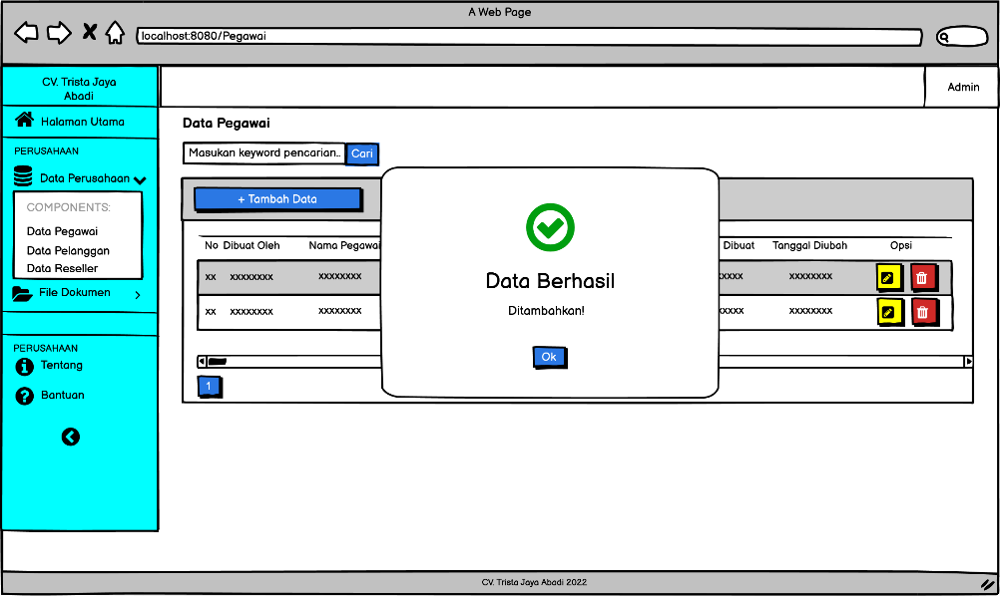 A Web Page
localhost:8080/Pegawai
CV. Trista Jaya
Abadi
Admin
Halaman Utama
PERUSAHAAN
Data Perusahaan
COMPONENTS:
Data Pegawai
Data Pelanggan
Data Reseller
File Dokumen
PERUSAHAAN
Tentang
Bantuan
Data Pegawai
Masukan keyword pencarian.. Cari
+ Tambah Data
No Dibuat Oleh Nama Pegawai Dibuat Tanggal Diubah Opsi
xx xxxxxxxx xxxxxxxx xxxxx xxxxxxxx
xx xxxxxxxx xxxxxxxx xxxxx xxxxxxxx
1
Data Berhasil
Ditambahkan!
Ok
CV. Trista Jaya Abadi 2022